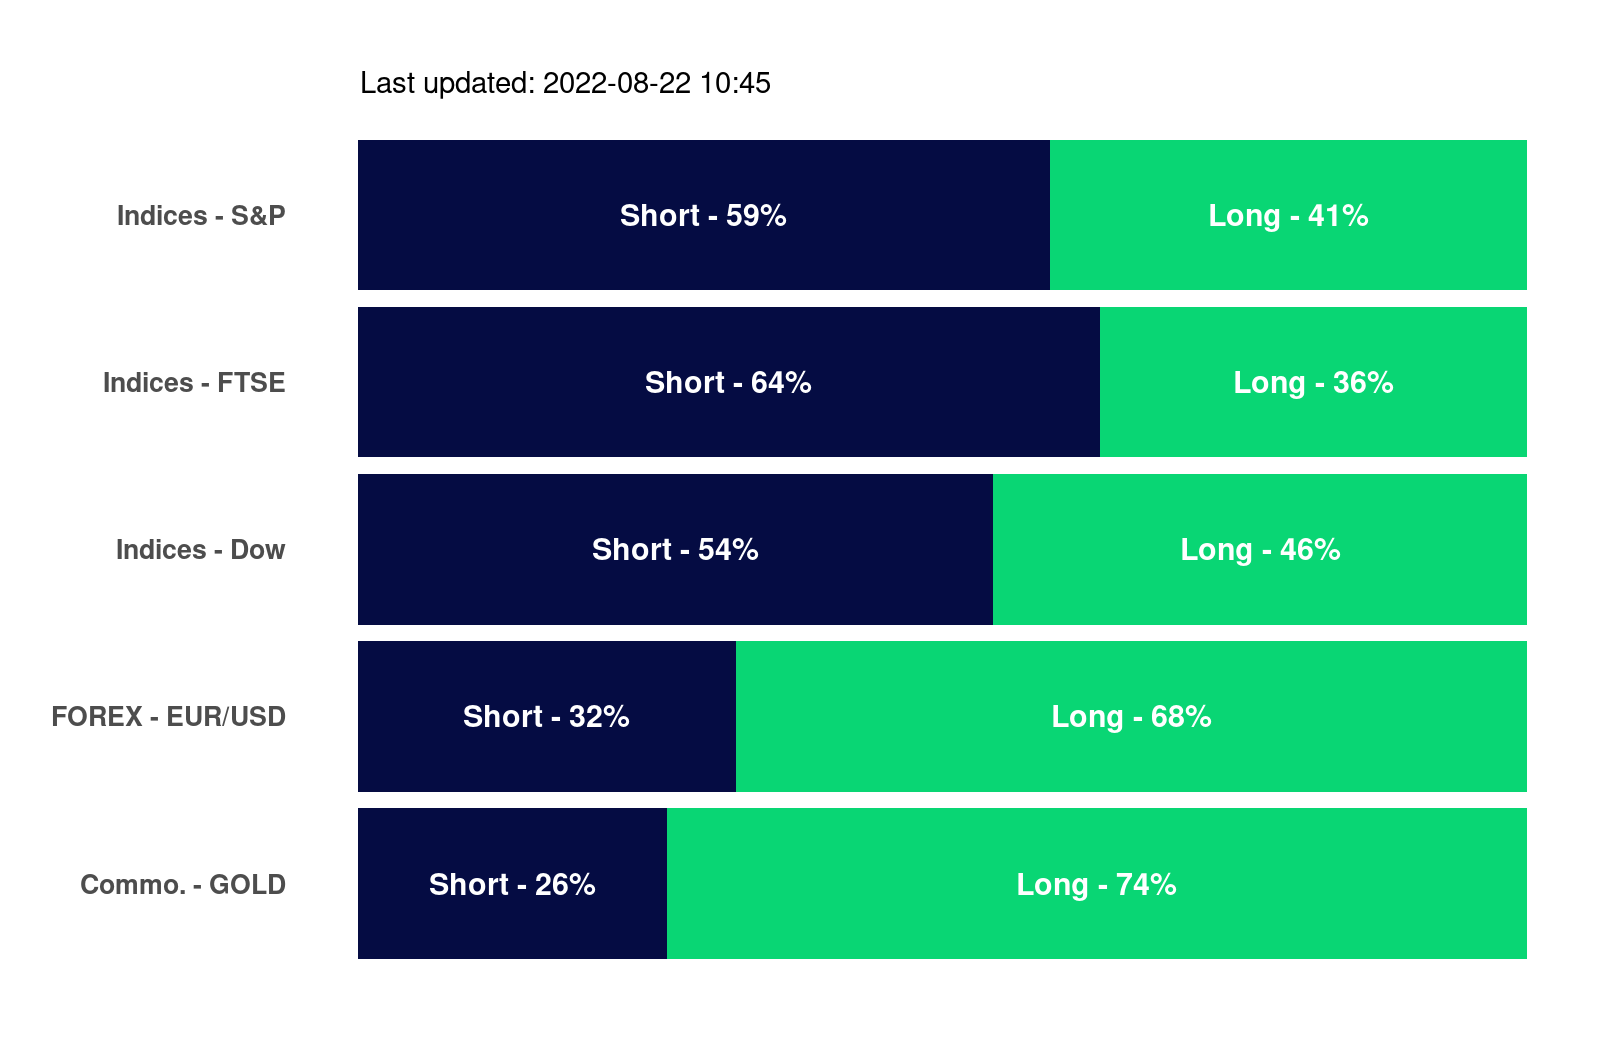 Last updated: 2022-08-22 10:45
Indices - S&P
Short - 59%
Long - 41%
Indices - FTSE
Short - 64%
Long - 36%
Indices - Dow
Short - 54%
Long - 46%
FOREX - EUR/USD
Short - 32%
Long - 68%
Commo. - GOLD
Short - 26%
Long - 74%